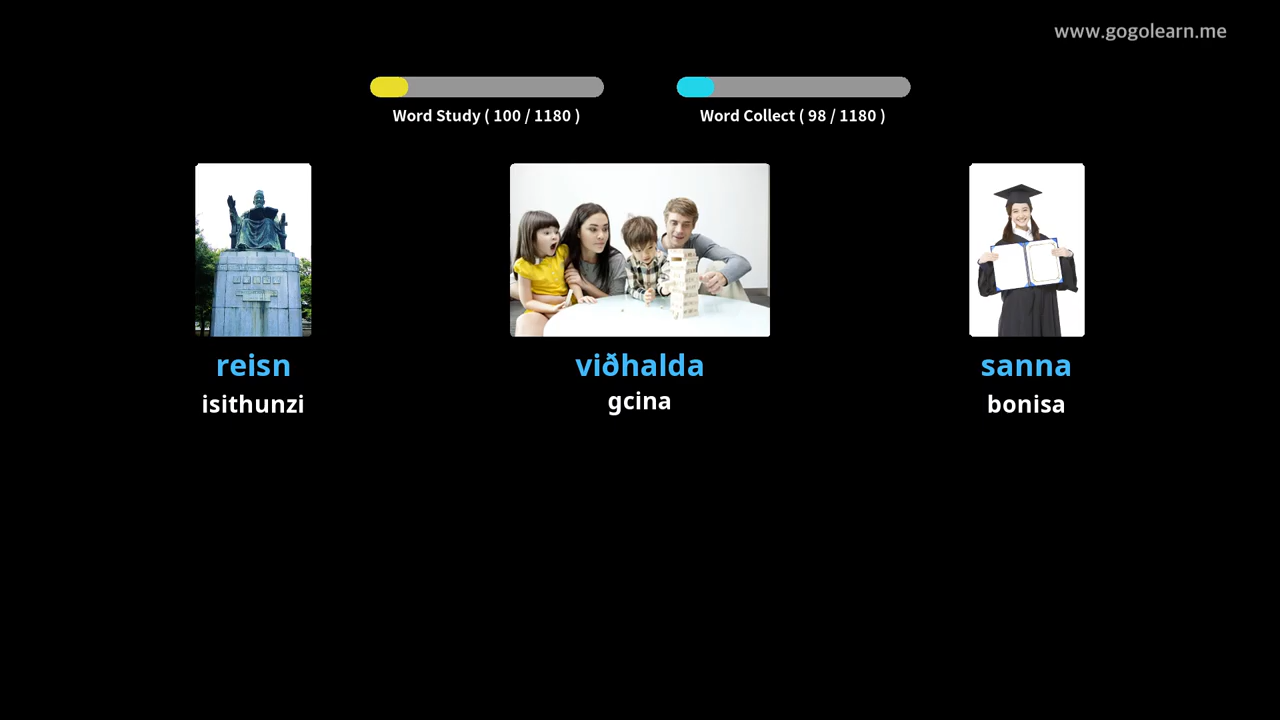 www.gogolearn.me
Word Study ( 100 / 1180 )
Word Collect ( 98 / 1180 )
reisn
viðhalda
sanna
isithunzi
gcina
bonisa